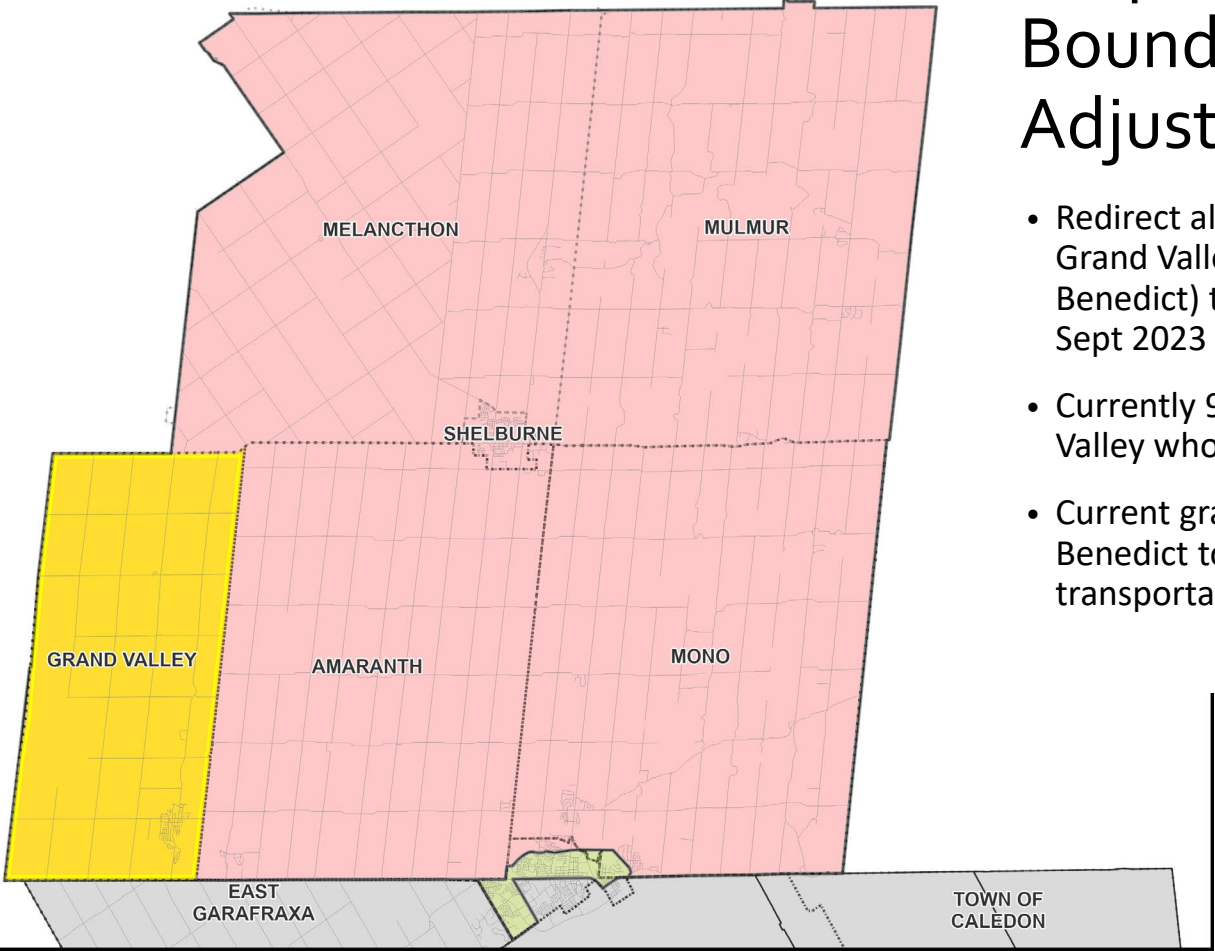 Bound
Adjust
• Redirect al
Grand Vall
Benedict) t
Sept 2023
• Currently 9
Valley who
• Current gra
Benedict to
transporta
MELANCTHON
MULMUR
SHELBURNE
GRAND VALLEY
AMARANTH
MONO
EAST
GARAFRAXA
TOWN OF
CALEDON